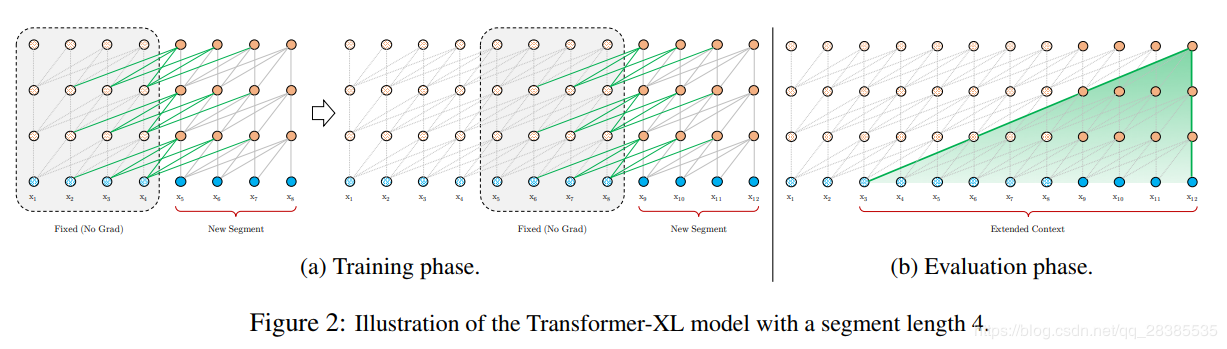 x1 x2 x3 x4 x5 x6 x7 x8
Fixed (No Grad) New Segment
x1 x2 x3 x4 x5 x6 x7 x8 x9 x10 x11 x12
Fixed (No Grad) New Segment
(a) Training phase.
x1 x2 x3 x4 x5 x6 x7 x8 x9 x10 x11 x12
Extended Context
(b) Evaluation phase.
Figure 2: Illustration of the Transformer-XL model with a segment length 4.
https://blog.csdn.net/qq_28385535